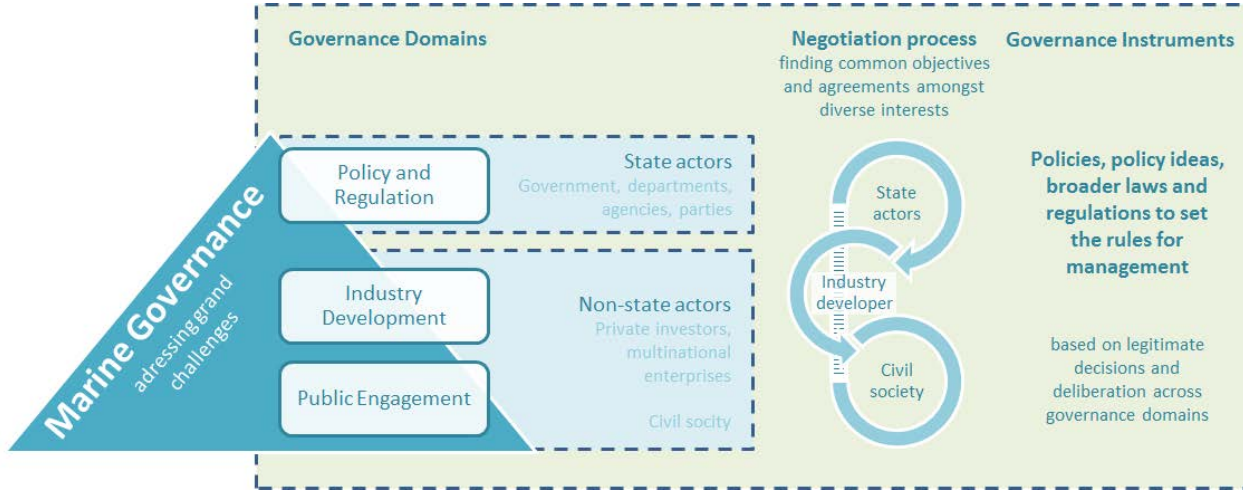 Marine Governance
adressing grand
challenges
Governance Domains
Policy and
Regulation
State actors
Government, departments,
agencies, parties
Industry
Development
Public Engagement
Non-state actors
Private investors,
multinational
enterprises
Civil socity
Negotiation process
finding common objectives
and agreements amongst
diverse interests
State
actors
Industry
developer
Civil
society
Governance Instruments
Policies, policy ideas,
broader laws and
regulations to set
the rules for
management
based on legitimate
decisions and
deliberation across
governance domains